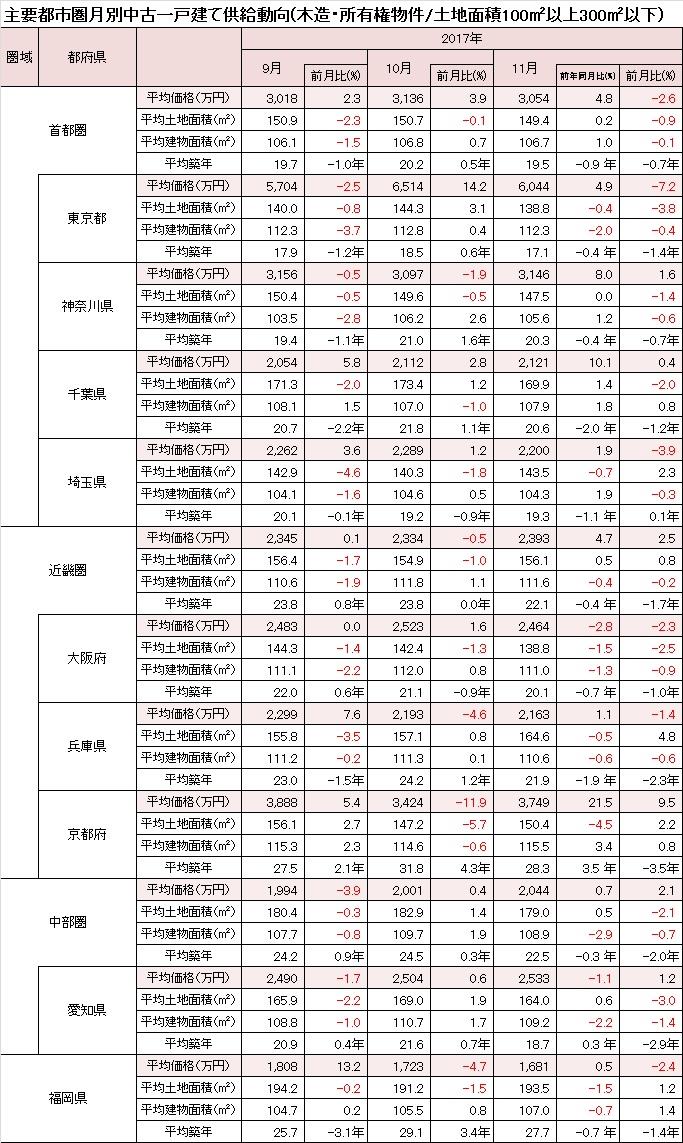 主要都市圏月別中古一戸建て供給動向(木造・所有権物件/土地面積100㎡以上300㎡以下)
圏域 都府県 2017年
9月 前月比(%) 10月 前月比(%) 11月 前年同月比(%) 前月比(%)
首都圏
平均価格(万円) 3,018 2.3 3,136 3.9 3,054 4.8 -2.6
平均土地面積(㎡) 150.9 -2.3 150.7 -0.1 149.4 0.2 -0.9
平均建物面積(㎡) 106.1 -1.5 106.8 0.7 106.7 1.0 -0.1
平均築年 19.7 -1.0年 20.2 0.5年 19.5 -0.9 年 -0.7年
東京都
平均価格(万円) 5,704 -2.5 6,514 14.2 6,044 4.9 -7.2
平均土地面積(㎡) 140.0 -0.8 144.3 3.1 138.8 -0.4 -3.8
平均建物面積(㎡) 112.3 -3.7 112.8 0.4 112.3 -2.0 -0.4
平均築年 17.9 -1.2年 18.5 0.6年 17.1 -0.4 年 -1.4年
神奈川県
平均価格(万円) 3,156 -0.5 3,097 -1.9 3,146 8.0 1.6
平均土地面積(㎡) 150.4 -0.5 149.6 -0.5 147.5 0.0 -1.4
平均建物面積(㎡) 103.5 -2.8 106.2 2.6 105.6 1.2 -0.6
平均築年 19.4 -1.1年 21.0 1.6年 20.3 -0.4 年 -0.7年
千葉県
平均価格(万円) 2,054 5.8 2,112 2.8 2,121 10.1 0.4
平均土地面積(㎡) 171.3 -2.0 173.4 1.2 169.9 1.4 -2.0
平均建物面積(㎡) 108.1 1.5 107.0 -1.0 107.9 1.8 0.8
平均築年 20.7 -2.2年 21.8 1.1年 20.6 -2.0 年 -1.2年
埼玉県
平均価格(万円) 2,262 3.6 2,289 1.2 2,200 1.9 -3.9
平均土地面積(㎡) 142.9 -4.6 140.3 -1.8 143.5 -0.7 2.3
平均建物面積(㎡) 104.1 -1.6 104.6 0.5 104.3 1.9 -0.3
平均築年 20.1 -0.1年 19.2 -0.9年 19.3 -1.1 年 0.1年
近畿圏
平均価格(万円) 2,345 0.1 2,334 -0.5 2,393 4.7 2.5
平均土地面積(㎡) 156.4 -1.7 154.9 -1.0 156.1 0.5 0.8
平均建物面積(㎡) 110.6 -1.9 111.8 1.1 111.6 -0.4 -0.2
平均築年 23.8 0.8年 23.8 0.0年 22.1 -0.4 年 -1.7年
大阪府
平均価格(万円) 2,483 0.0 2,523 1.6 2,464 -2.8 -2.3
平均土地面積(㎡) 144.3 -1.4 142.4 -1.3 138.8 -1.5 -2.5
平均建物面積(㎡) 111.1 -2.2 112.0 0.8 111.0 -1.3 -0.9
平均築年 22.0 0.6年 21.1 -0.9年 20.1 -0.7 年 -1.0年
兵庫県
平均価格(万円) 2,299 7.6 2,193 -4.6 2,163 1.1 -1.4
平均土地面積(㎡) 155.8 -3.5 157.1 0.8 164.6 -0.5 4.8
平均建物面積(㎡) 111.2 -0.2 111.3 0.1 110.6 -0.6 -0.6
平均築年 23.0 -1.5年 24.2 1.2年 21.9 -1.9 年 -2.3年
京都府
平均価格(万円) 3,888 5.4 3,424 -11.9 3,749 21.5 9.5
平均土地面積(㎡) 156.1 2.7 147.2 -5.7 150.4 -4.5 2.2
平均建物面積(㎡) 115.3 2.3 114.6 -0.6 115.5 3.4 0.8
平均築年 27.5 2.1年 31.8 4.3年 28.3 3.5 年 -3.5年
中部圏
平均価格(万円) 1,994 -3.9 2,001 0.4 2,044 0.7 2.1
平均土地面積(㎡) 180.4 -0.3 182.9 1.4 179.0 0.5 -2.1
平均建物面積(㎡) 107.7 -0.8 109.7 1.9 108.9 -2.9 -0.7
平均築年 24.2 0.9年 24.5 0.3年 22.5 -0.3 年 -2.0年
愛知県
平均価格(万円) 2,490 -1.7 2,504 0.6 2,533 -1.1 1.2
平均土地面積(㎡) 165.9 -2.2 169.0 1.9 164.0 0.6 -3.0
平均建物面積(㎡) 108.8 -1.0 110.7 1.7 109.2 -2.2 -1.4
平均築年 20.9 0.4年 21.6 0.7年 18.7 0.3 年 -2.9年
福岡県
平均価格(万円) 1,808 13.2 1,723 -4.7 1,681 0.5 -2.4
平均土地面積(㎡) 194.2 -0.2 191.2 -1.5 193.5 -1.5 1.2
平均建物面積(㎡) 104.7 0.2 105.5 0.8 107.0 -0.7 1.4
平均築年 25.7 -3.1年 29.1 3.4年 27.7 -0.7 年 -1.4年